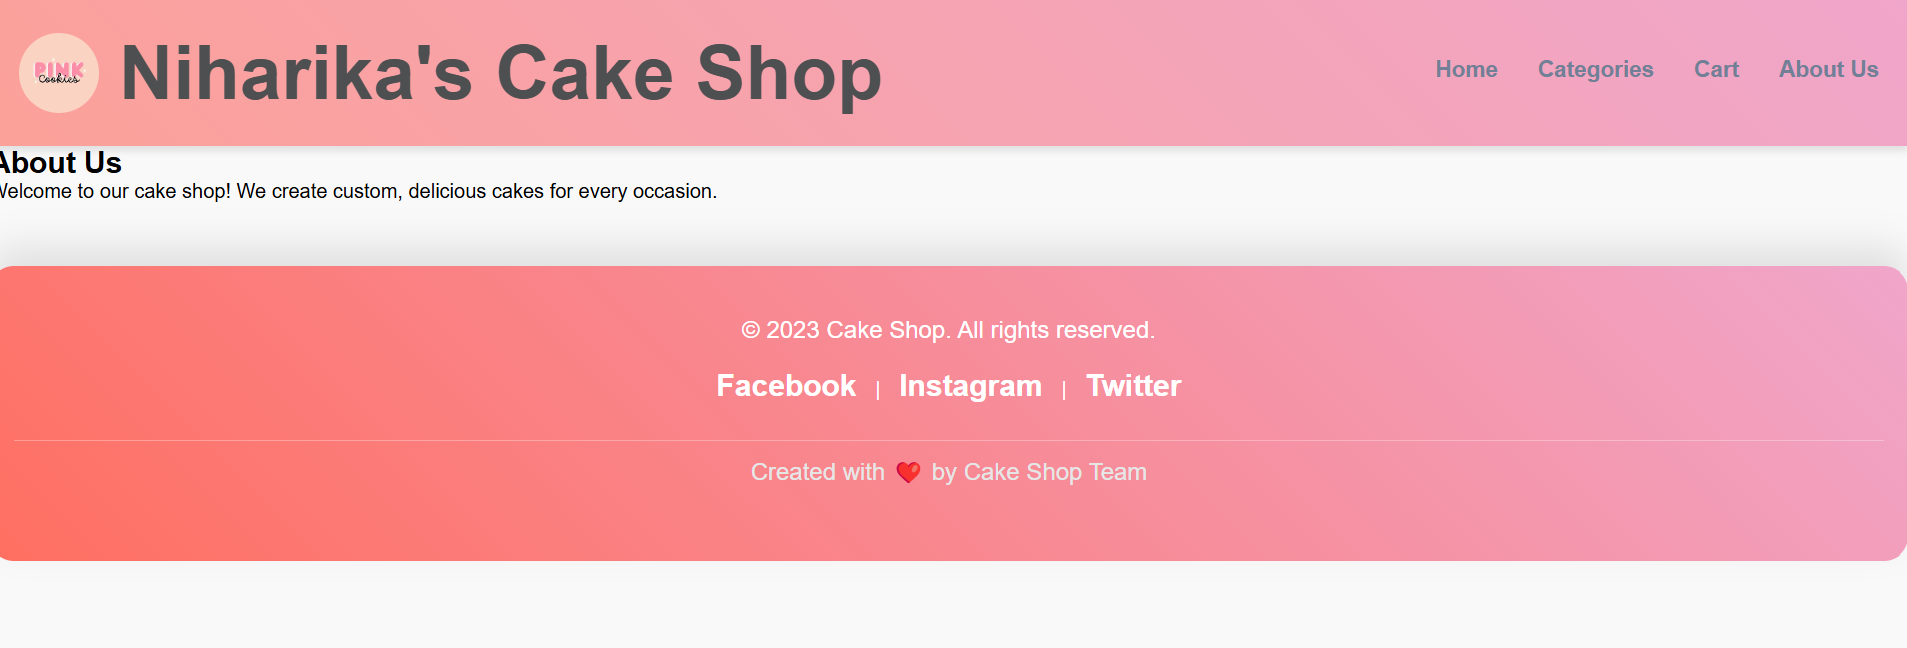 PINK
Cookies
Niharika's Cake Shop
Home Categories Cart About Us
About Us
Welcome to our cake shop! We create custom, delicious cakes for every occasion.
© 2023 Cake Shop. All rights reserved.
Facebook | Instagram | Twitter
Created with ❤️ by Cake Shop Team